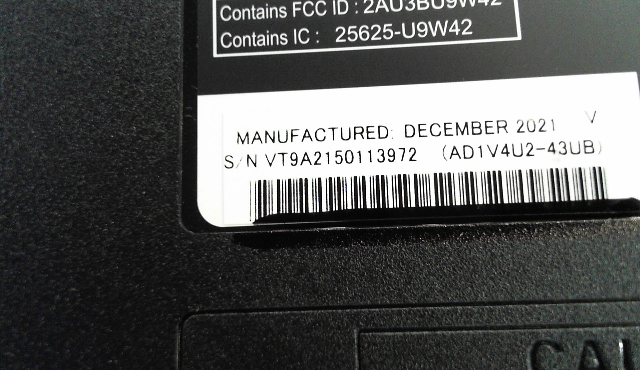 Contains FCC ID : 2AU3BU9W42
Contains IC : 25625-U9W42
V
MANUFACTURED: DECEMBER 2021
S/N VT9A2150113972 (AD1V4U2-43UB)